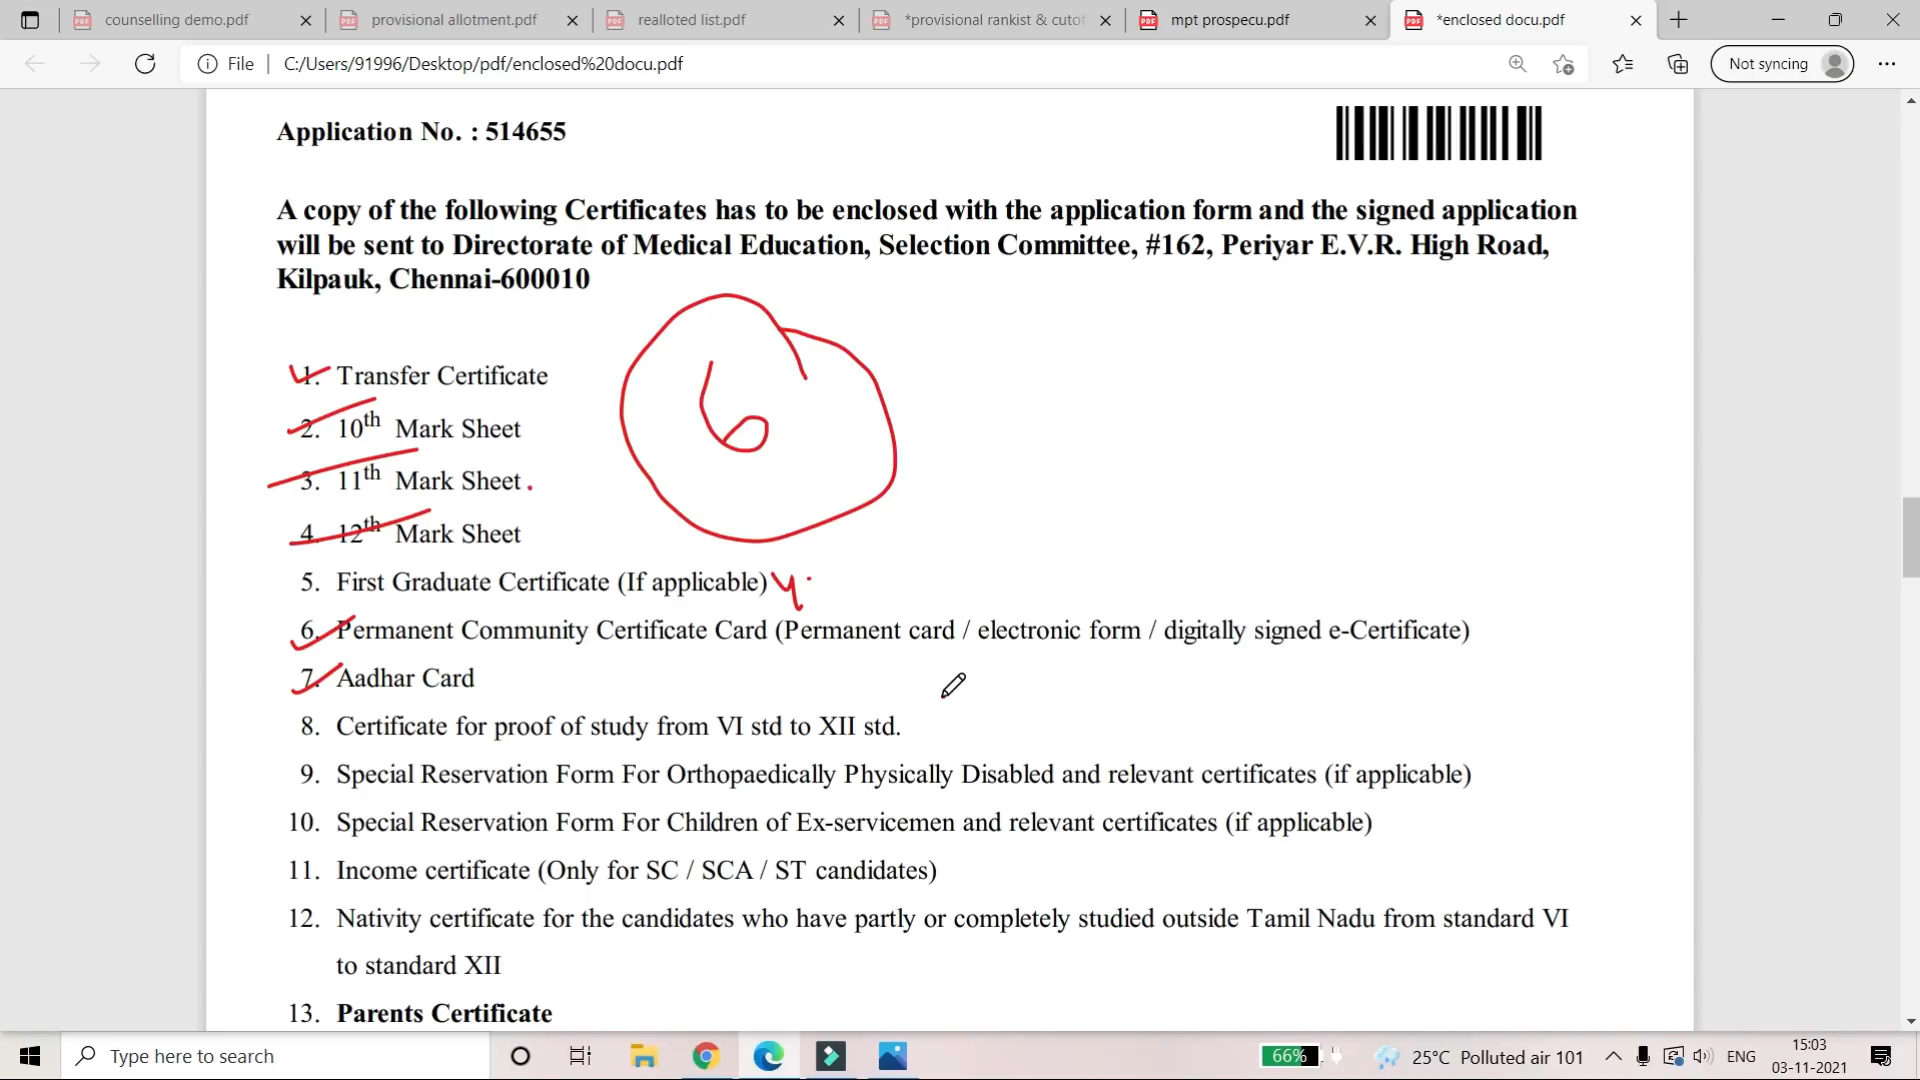 counselling demo.pdf
provisional allotment.pdf
realloted list.pdf
*provisional rankist & cutof
mpt prospecu.pdf
*enclosed docu.pdf
File
C:/Users/91996/Desktop/pdf/enclosed%20docu.pdf
Not syncing
Application No. : 514655
A copy of the following Certificates has to be enclosed with the application form and the signed application
will be sent to Directorate of Medical Education, Selection Committee, #162, Periyar E.V.R. High Road,
Kilpauk, Chennai-600010
6
1. Transfer Certificate
2. 10th Mark Sheet
3. 11th Mark Sheet
4. 12th Mark Sheet
5. First Graduate Certificate (If applicable)
6. Permanent Community Certificate Card (Permanent card / electronic form / digitally signed e-Certificate)
7. Aadhar Card
8. Certificate for proof of study from VI std to XII std.
9. Special Reservation Form For Orthopaedically Physically Disabled and relevant certificates (if applicable)
10. Special Reservation Form For Children of Ex-servicemen and relevant certificates (if applicable)
11. Income certificate (Only for SC / SCA / ST candidates)
12. Nativity certificate for the candidates who have partly or completely studied outside Tamil Nadu from standard VI
to standard XII
13. Parents Certificate
Type here to search
66%
25°C Polluted air 101
ENG
15:03
03-11-2021